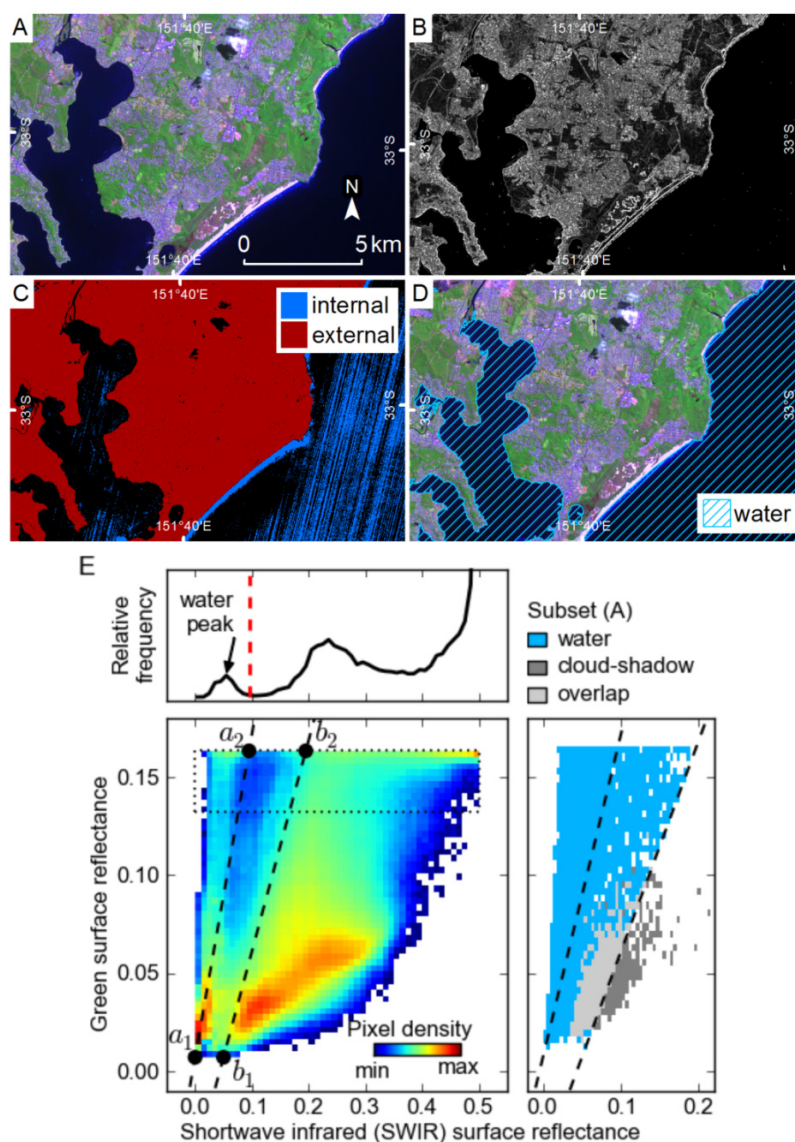 A
151°40'E
33°S
N
0
5 km
151°40'E
B
151°40'E
33°S
151°40'E
C
151°40'E
internal
external
33°S
151°40'E
D
151°40'E
33°S
water
151°40'E
E
Relative
frequency
water
peak
Subset (A)
water
cloud-shadow
overlap
a₂
b₂
Green surface reflectance
0.15
0.10
0.05
0.00
a₁
b₁
Pixel density
min
max
0.0
0.1
0.2
0.3
0.4
0.5
0.0
0.1
0.2
Shortwave infrared (SWIR) surface reflectance